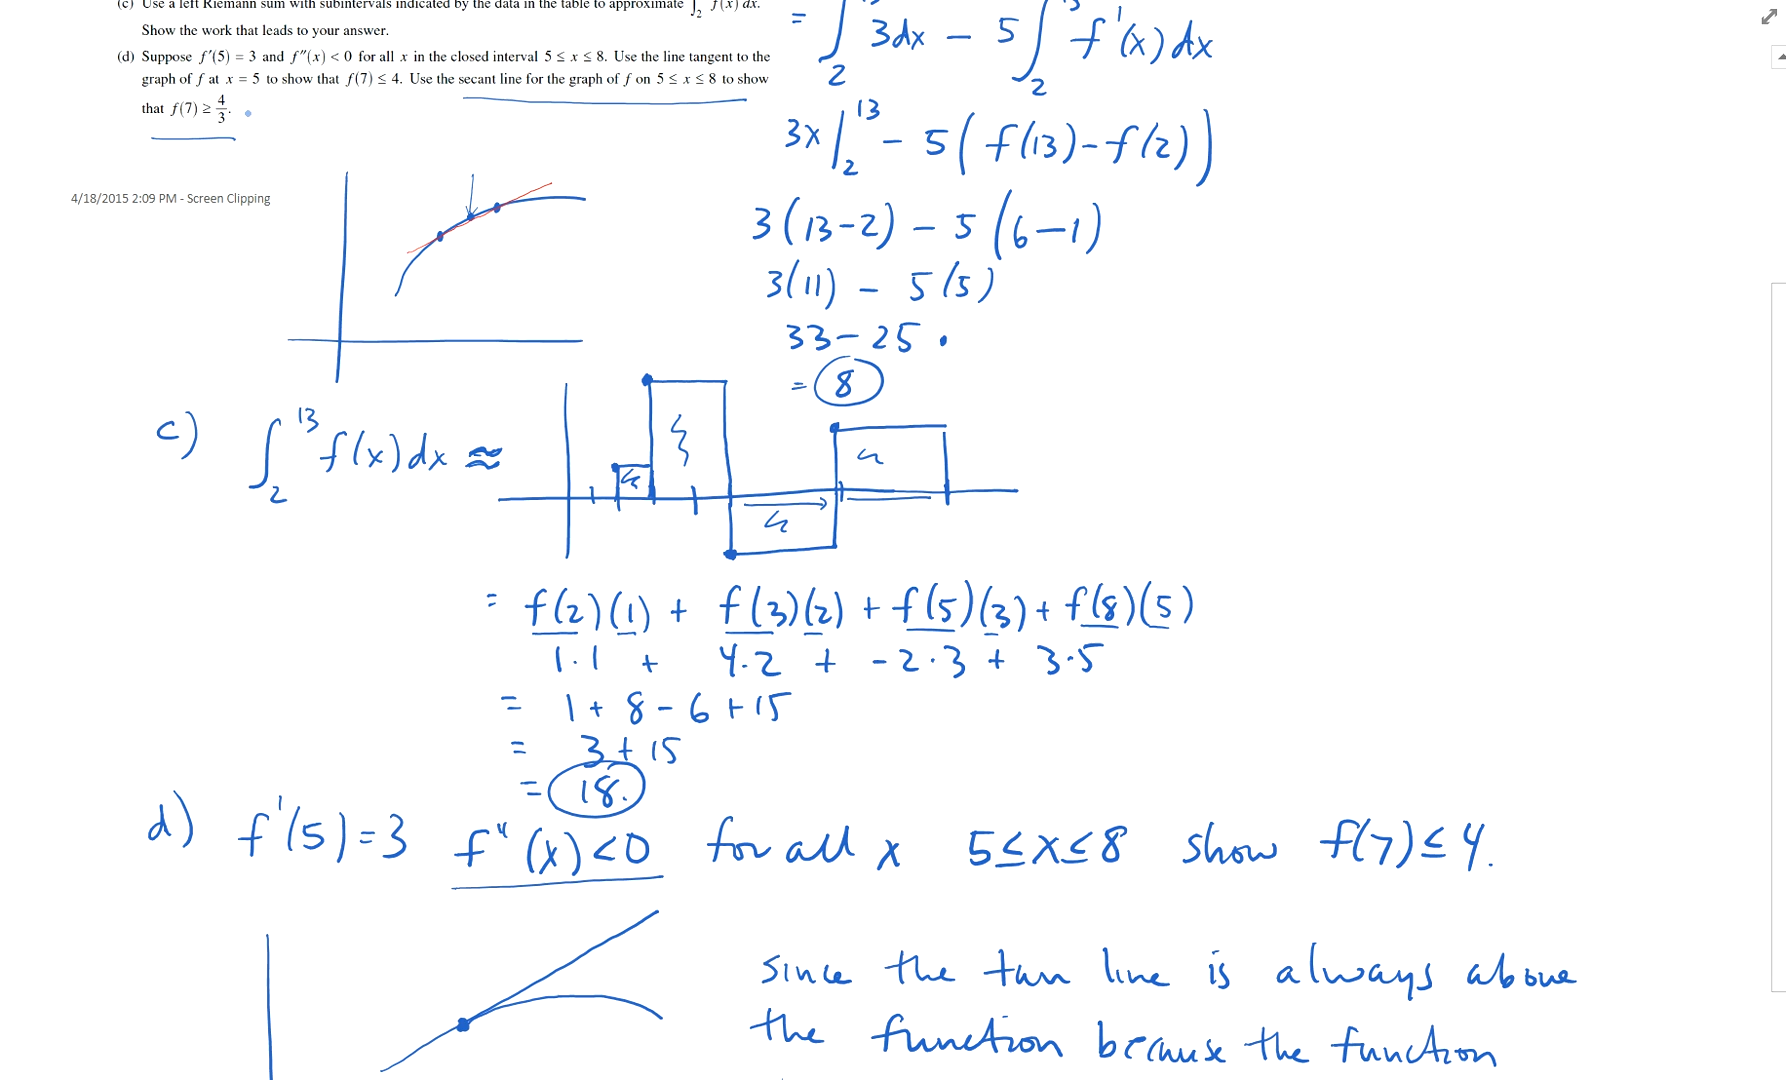 (c) Use a left Riemann sum with subintervals indicated by the data in the table to approximate ∫₂ f(x) dx.
Show the work that leads to your answer.
(d) Suppose f′(5) = 3 and f″(x) < 0 for all x in the closed interval 5 ≤ x ≤ 8. Use the line tangent to the
graph of f at x = 5 to show that f(7) ≤ 4. Use the secant line for the graph of f on 5 ≤ x ≤ 8 to show
that f(7) ≥ 4/3.
4/18/2015 2:09 PM - Screen Clipping
= ∫₂ 3dx - 5 ∫₂ f'(x) dx
3x |₂¹³ - 5(f(13)-f(2))
3(13-2) - 5(6-1)
3(11) - 5(5)
33-25 .
= 8
c) ∫₂¹³ f(x)dx ≈
= f(2)(1) + f(3)(2) + f(5)(3) + f(8)(5)
1·1 + 4·2 + -2·3 + 3·5
= 1 + 8 - 6 + 15
= 3 + 15
= 18.
d) f'(5)=3 f"(x)<0 for all x 5≤x≤8 show f(7)≤4.
since the tan line is always above
the function because the function